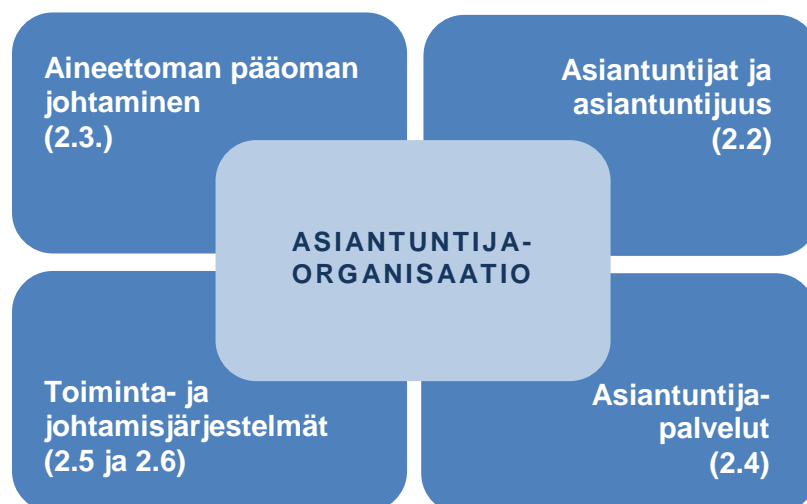 Aineettoman pääoman
johtaminen
(2.3.)
Asiantuntijat ja
asiantuntijuus
(2.2)
ASIANTUNTIJA-
ORGANISAATIO
Toiminta- ja
johtamisjärjestelmät
(2.5 ja 2.6)
Asiantuntija-
palvelut
(2.4)